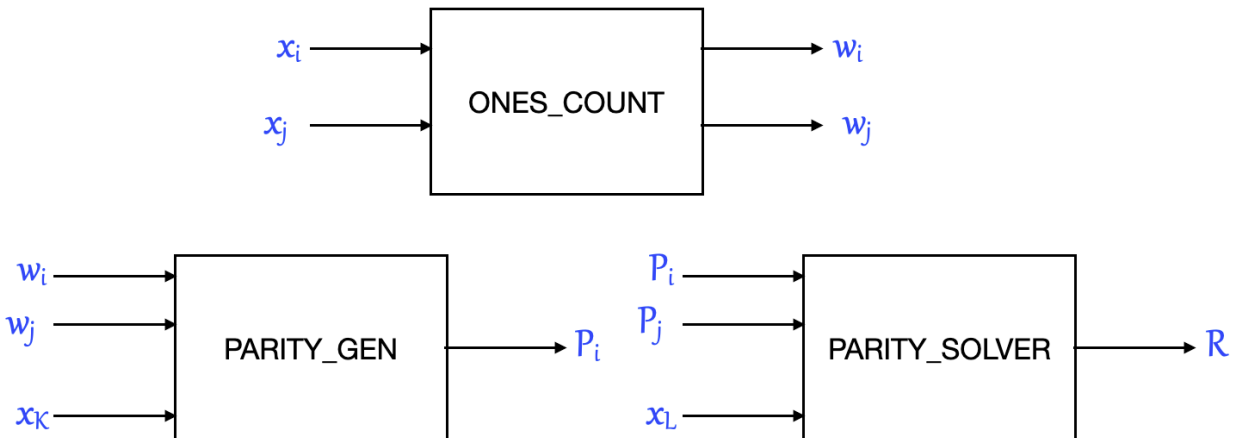 xi ONES_COUNT wi
xj wj
wi
wj PARITY_GEN Pi
xK
Pi
Pj PARITY_SOLVER R
xL